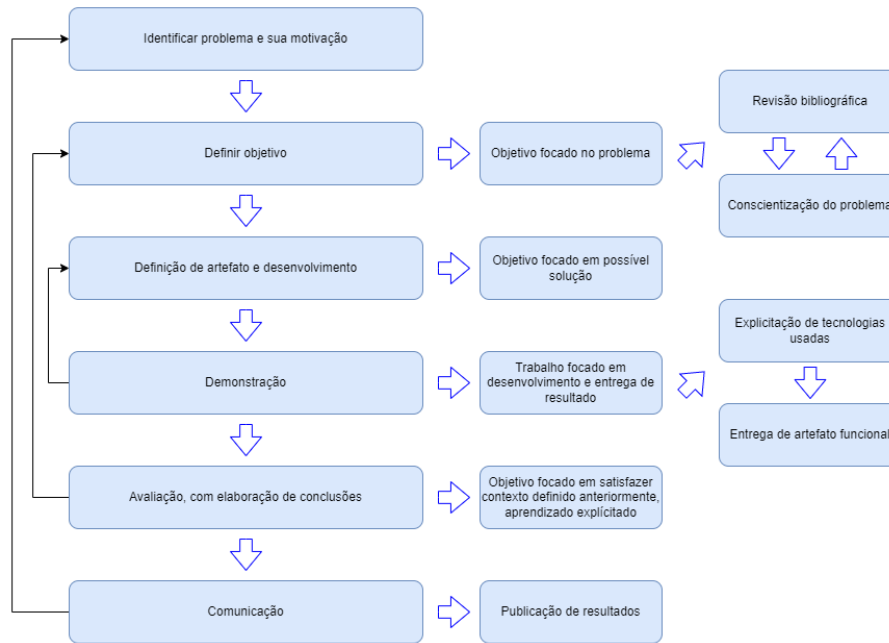 Identificar problema e sua motivação
Revisão bibliográfica
Definir objetivo
Objetivo focado no problema
Conscientização do problema
Definição de artefato e desenvolvimento
Objetivo focado em possível
solução
Explicitação de tecnologias
usadas
Demonstração
Trabalho focado em
desenvolvimento e entrega de
resultado
Entrega de artefato funcional
Avaliação, com elaboração de conclusões
Objetivo focado em satisfazer
contexto definido anteriormente,
aprendizado explícitado
Comunicação
Publicação de resultados